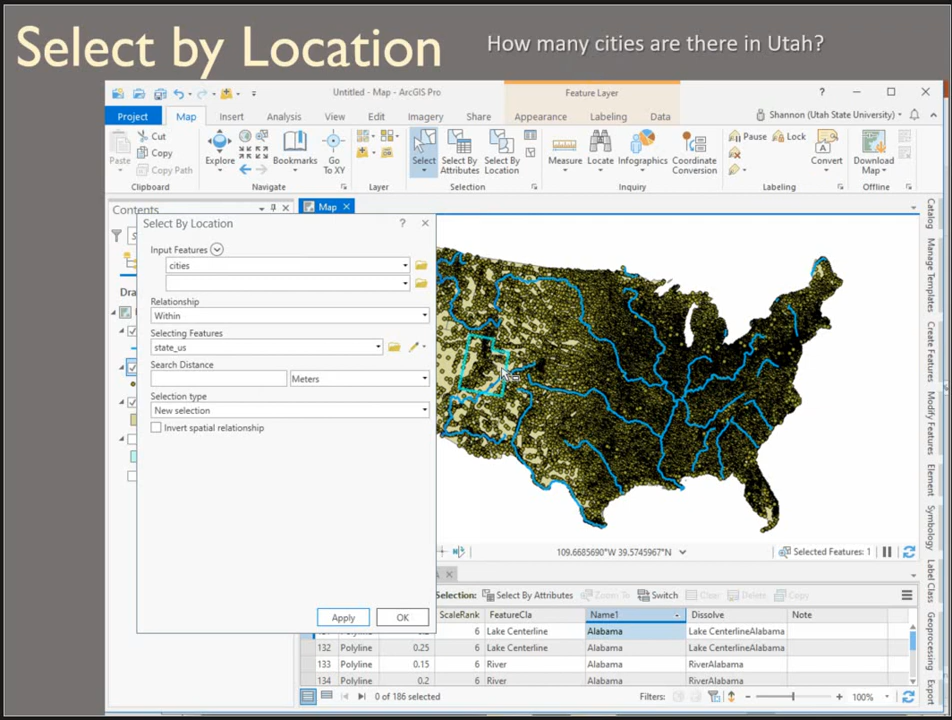 Select by Location
How many cities are there in Utah?
Untitled - Map - ArcGIS Pro
Feature Layer
Project Map Insert Analysis View Edit Imagery Share Appearance Labeling Data
Shannon (Utah State University)
Paste
Cut
Copy
Copy Path
Clipboard
Explore
Bookmarks
Go To XY
Navigate
Layer
Select
Select By Attributes
Select By Location
Selection
Measure
Locate
Infographics
Coordinate Conversion
Inquiry
Pause
Lock
Labeling
Convert
Download Map
Offline
Contents
Map
Select By Location
Input Features
cities
Relationship
Within
Selecting Features
state_us
Search Distance
Meters
Selection type
New selection
Invert spatial relationship
Apply
OK
Dra
109.6685690°W 39.5745967°N
Selected Features: 1
Selection: Select By Attributes Zoom To Switch Clear Delete Copy
ScaleRank FeatureCla Name1 Dissolve Note
6 Lake Centerline Alabama Lake CenterlineAlabama
132 Polyline 0.25 6 Lake Centerline Alabama Lake CenterlineAlabama
133 Polyline 0.15 6 River Alabama RiverAlabama
134 Polyline 0.2 6 River Alabama RiverAlabama
0 of 186 selected
Filters:
100%
Catalog
Manage Templates
Create Features
Modify Features
Element
Symbology
Label Class
Geoprocessing
Export